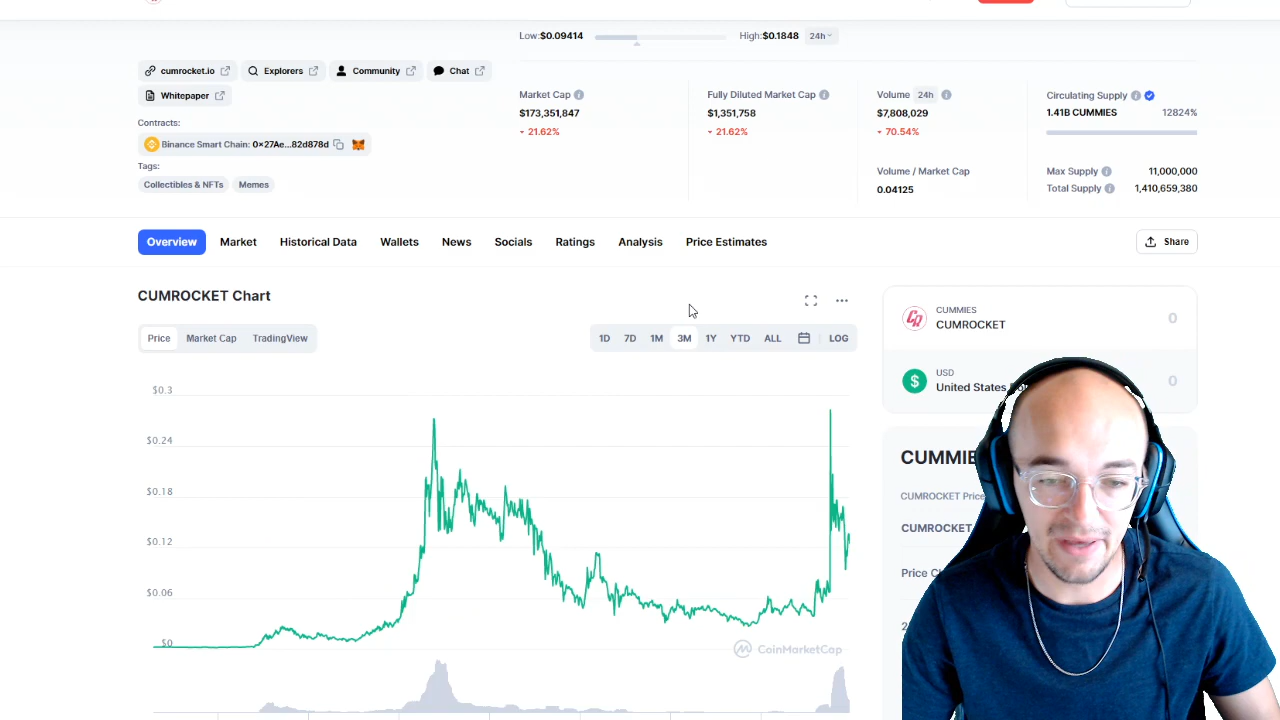 Low:$0.09414 High:$0.1848 24h
cumrocket.io Explorers Community Chat
Whitepaper
Contracts:
Binance Smart Chain: 0×27Ae...82d878d
Tags:
Collectibles & NFTs Memes
Market Cap
$173,351,847
21.62%
Fully Diluted Market Cap
$1,351,758
21.62%
Volume 24h
$7,808,029
70.54%
Volume / Market Cap
0.04125
Circulating Supply
1.41B CUMMIES 12824%
Max Supply 11,000,000
Total Supply 1,410,659,380
Overview Market Historical Data Wallets News Socials Ratings Analysis Price Estimates Share
CUMROCKET Chart
Price Market Cap TradingView 1D 7D 1M 3M 1Y YTD ALL LOG
$0.3
$0.24
$0.18
$0.12
$0.06
$0
CoinMarketCap
CUMMIES
CUMROCKET 0
USD
United States 0
CUMMIE
CUMROCKET Price
CUMROCKET
Price